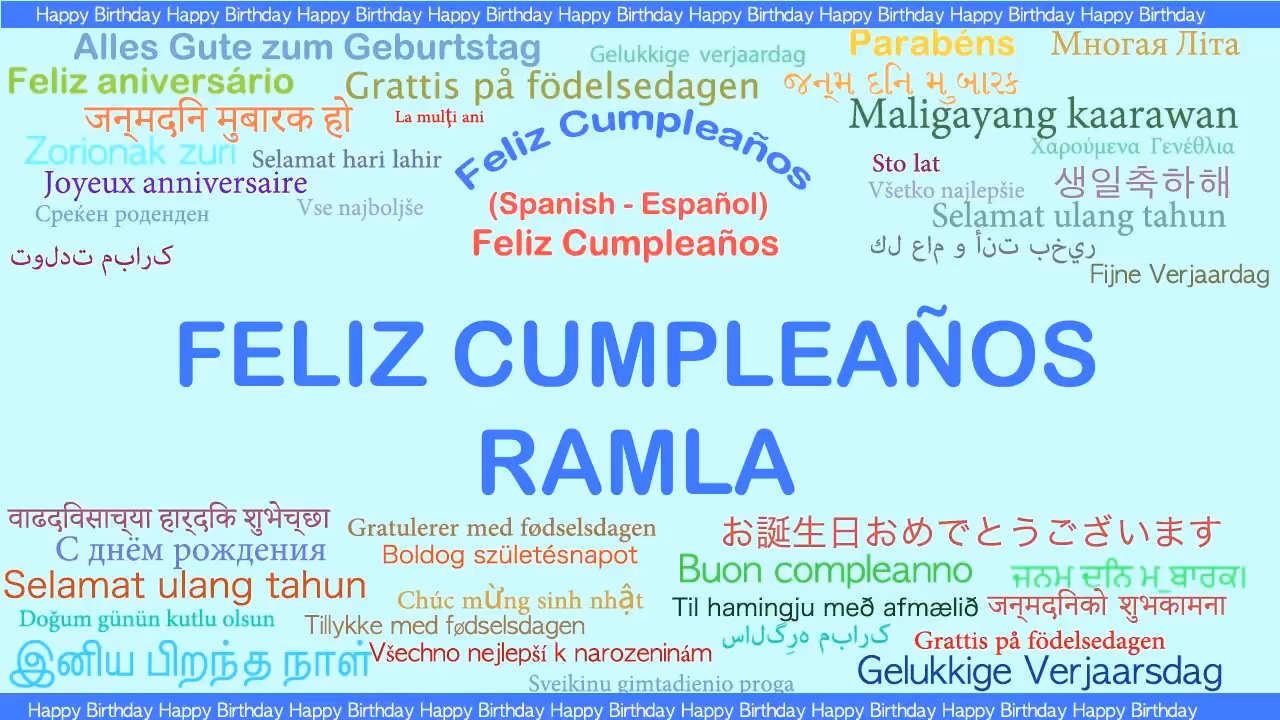 Happy Birthday Happy Birthday Happy Birthday Happy Birthday Happy Birthday Happy Birthday Happy Birthday Happy Birthday Happy Birthday
Alles Gute zum Geburtstag
Gelukkige verjaardag
Parabéns
Многая Літа
Feliz aniversário
Grattis på födelsedagen
જન્મ દિન મુબારક
जन्मदिन मुबारक हो
La mulţi ani
Feliz Cumpleaños
Maligayang kaarawan
Zorionak zuri
Selamat hari lahir
Sto lat
Χαρούμενα Γενέθλια
Joyeux anniversaire
(Spanish - Español)
Všetko najlepšie
생일축하해
Среќен роденден
Vse najboljše
Feliz Cumpleaños
Selamat ulang tahun
تولدت مبارک
كل عام و أنت بخير
Fijne Verjaardag
FELIZ CUMPLEAÑOS
RAMLA
वाढदिवसाच्या हार्दिक शुभेच्छा
Gratulerer med fødselsdagen
お誕生日おめでとうございます
С днём рождения
Boldog születésnapot
Buon compleanno
ਜਨਮ ਦਿਨ ਮੁਬਾਰਕ।
Selamat ulang tahun
Chúc mừng sinh nhật
Til hamingju með afmælið
जन्मदिनको शुभकामना
Doğum günün kutlu olsun
Tillykke med fødselsdagen
سالگرہ مبارک
Grattis på födelsedagen
இனிய பிறந்த நாள்
Všechno nejlepší k narozeninám
Gelukkige Verjaarsdag
Sveikinu gimtadienio proga
Happy Birthday Happy Birthday Happy Birthday Happy Birthday Happy Birthday Happy Birthday Happy Birthday Happy Birthday Happy Birthday